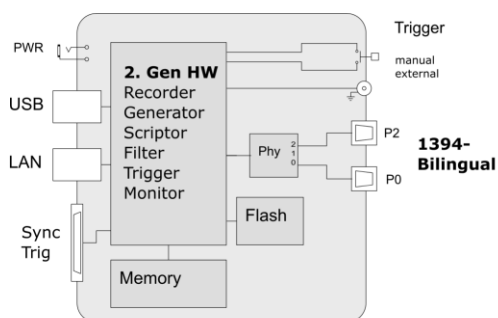 Trigger
PWR
manual
external
2. Gen HW
Recorder
Generator
Scriptor
Filter
Trigger
Monitor
USB
LAN
Phy
2
1
0
P2
1394-
Bilingual
P0
Flash
Sync
Trig
Memory